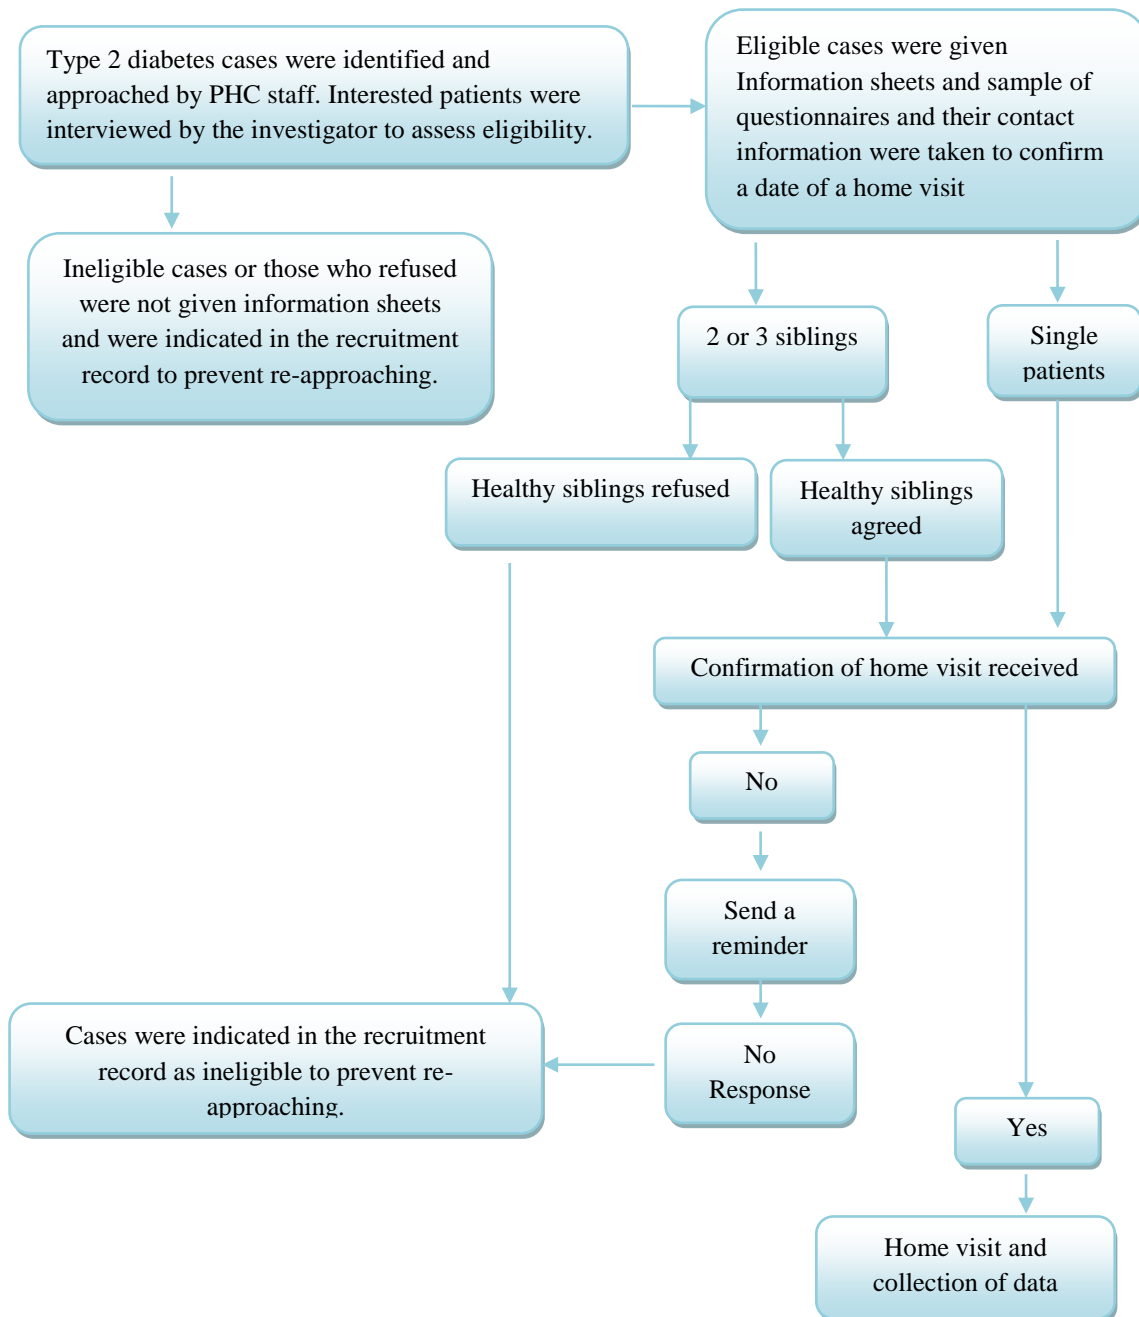 Type 2 diabetes cases were identified and
approached by PHC staff. Interested patients were
interviewed by the investigator to assess eligibility.
Eligible cases were given
Information sheets and sample of
questionnaires and their contact
information were taken to confirm
a date of a home visit
Ineligible cases or those who refused
were not given information sheets
and were indicated in the recruitment
record to prevent re-approaching.
2 or 3 siblings
Single
patients
Healthy siblings refused
Healthy siblings
agreed
Confirmation of home visit received
No
Send a
reminder
Cases were indicated in the recruitment
record as ineligible to prevent re-
approaching.
No
Response
Yes
Home visit and
collection of data